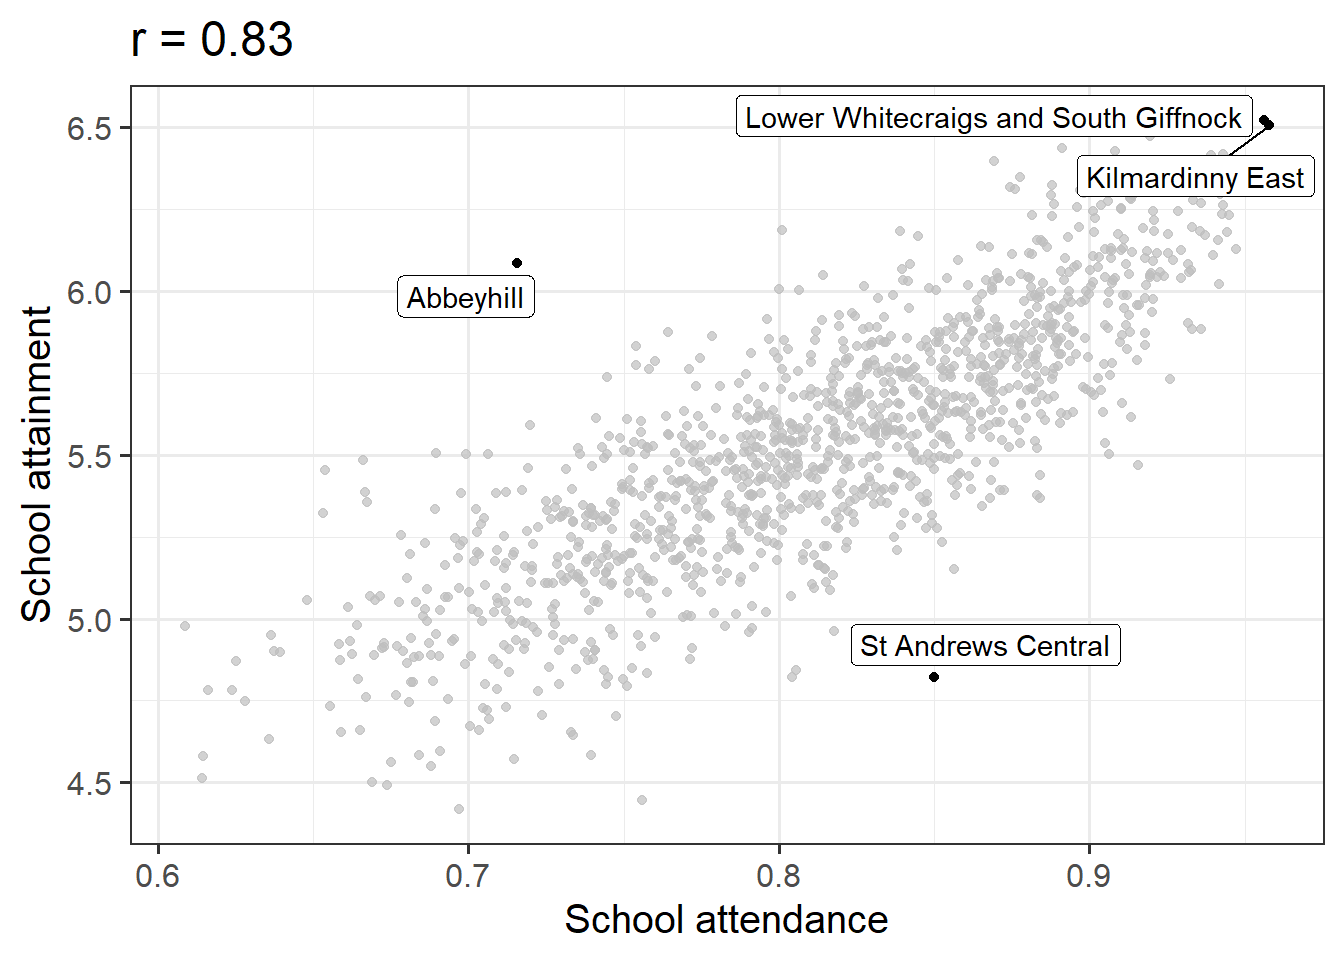 r = 0.83
Lower Whitecraigs and South Giffnock
Kilmardinny East
Abbeyhill
St Andrews Central
6.5
6.0
5.5
5.0
4.5
School attainment
0.6
0.7
0.8
0.9
School attendance